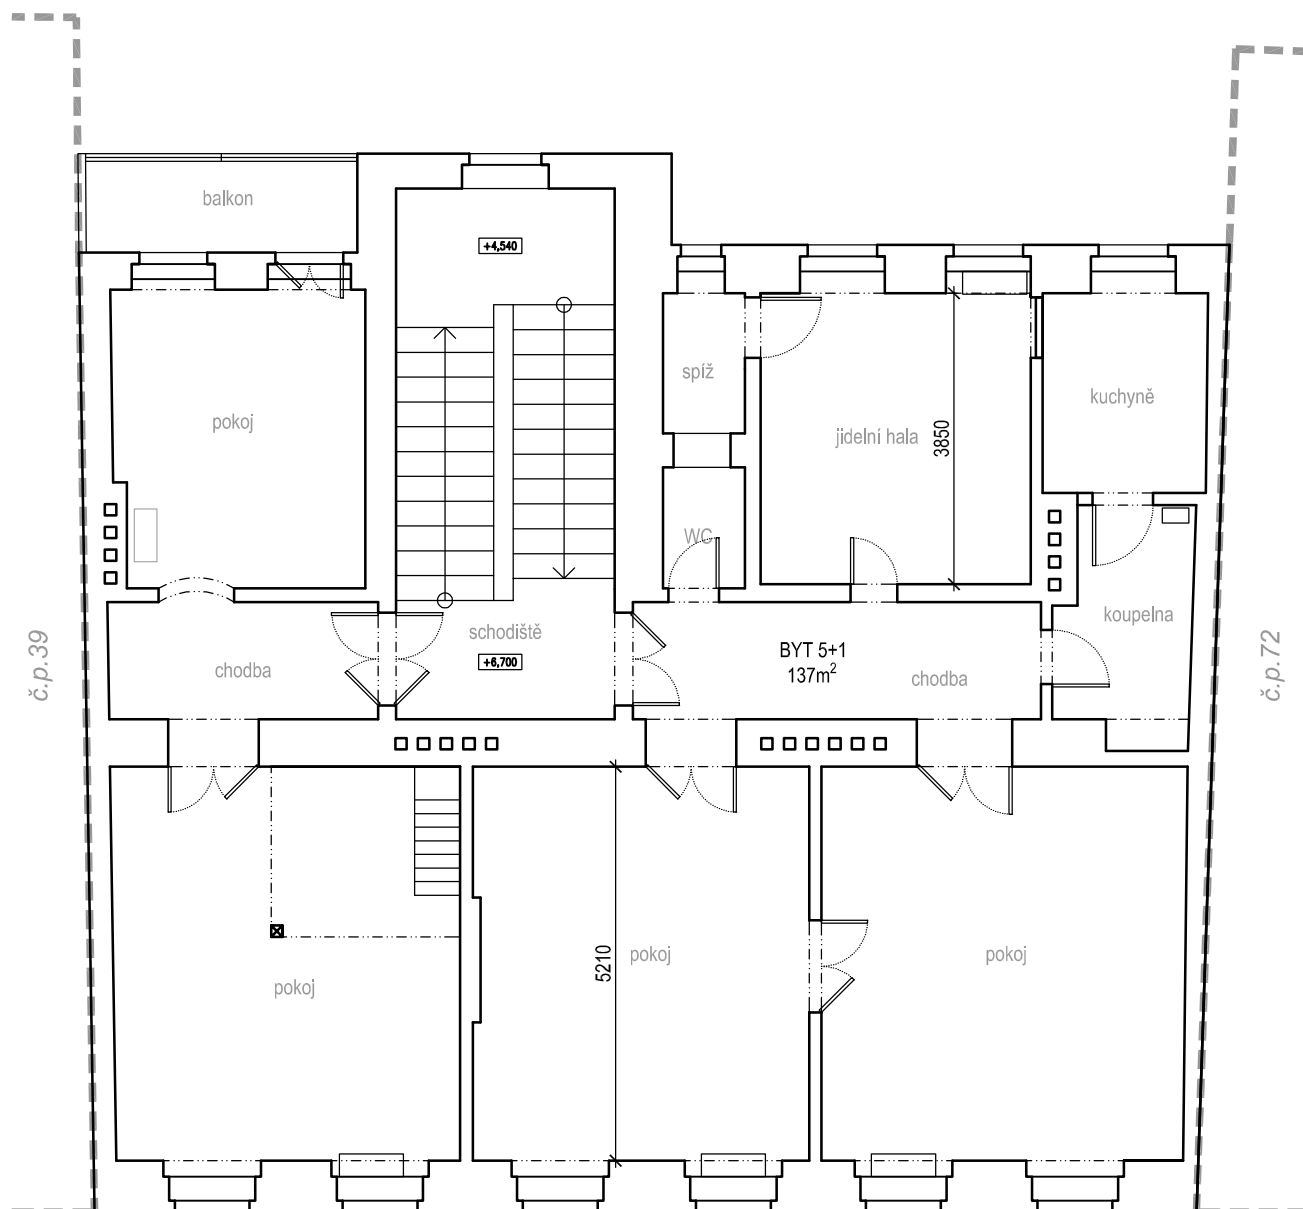 balkon
+4,540
spíž
kuchyně
pokoj
jidelní hala
3850
WC
koupelna
schodiště
č.p.39
BYT 5+1
137m²
č.p.72
+6,700
chodba
chodba
pokoj
pokoj
5210
pokoj